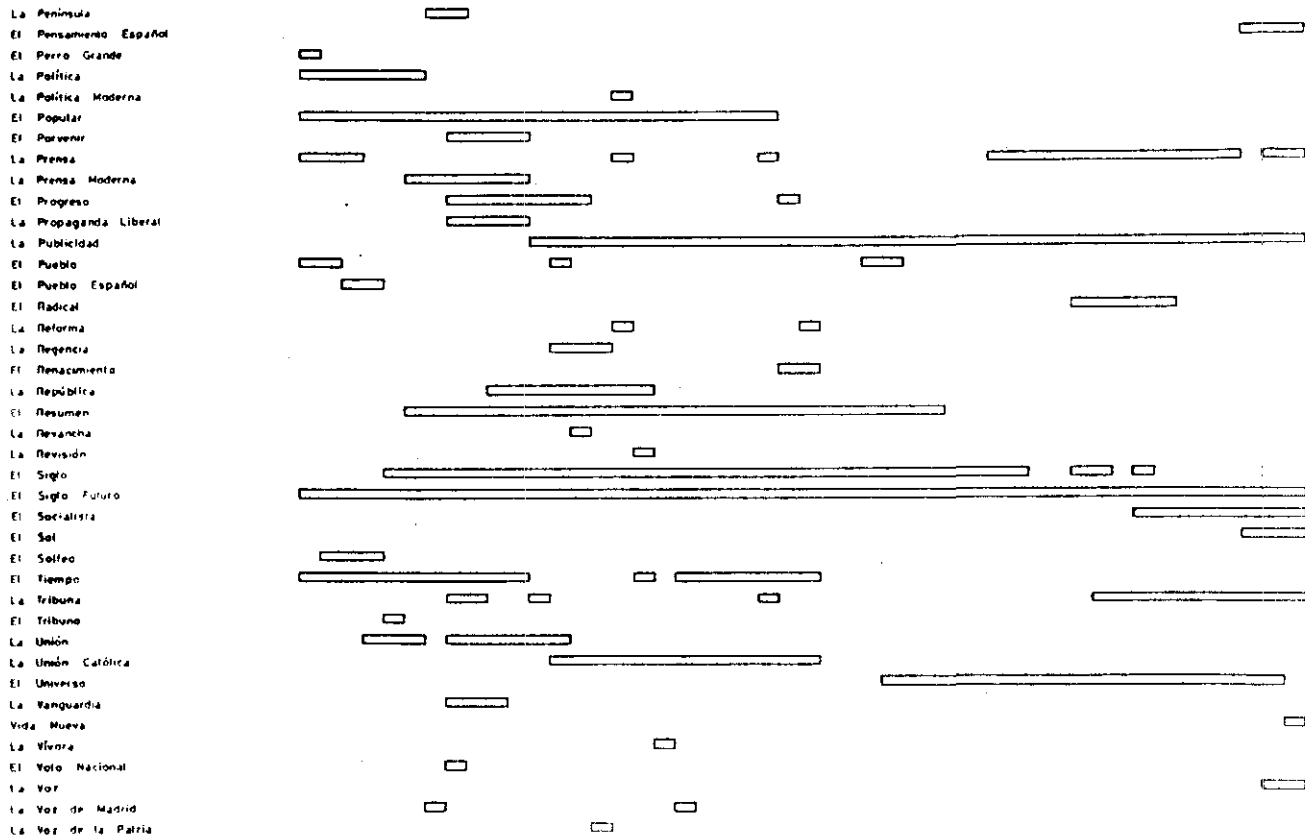 La Península
El Pensamiento Español
El Perro Grande
La Política
La Política Moderna
El Popular
El Porvenir
La Prensa
La Prensa Moderna
El Progreso
La Propaganda Liberal
La Publicidad
El Pueblo
El Pueblo Español
El Radical
La Reforma
La Regencia
El Renacimiento
La República
El Resumen
La Revancha
La Revisión
El Siglo
El Siglo Futuro
El Socialista
El Sol
El Solfeo
El Tiempo
La Tribuna
El Tribuno
La Unión
La Unión Católica
El Universo
La Vanguardia
Vida Nueva
La Vívora
El Voto Nacional
La Voz
La Voz de Madrid
La Voz de la Patria